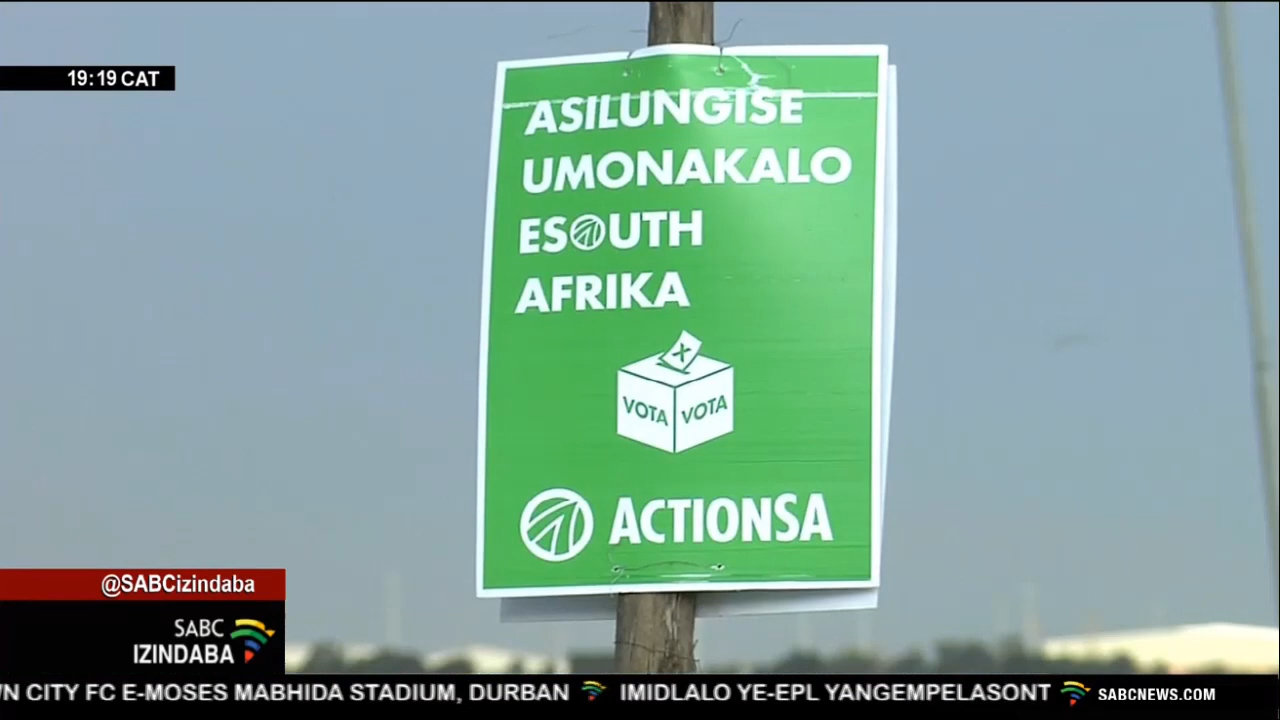 19:19 CAT
ASILUNGISE
UMONAKALO
ESOUTH
AFRIKA
X
VOTA VOTA
ACTIONSA
@SABCizindaba
SABC
IZINDABA
N CITY FC E-MOSES MABHIDA STADIUM, DURBAN IMIDLALO YE-EPL YANGEMPELASONT SABCNEWS.COM